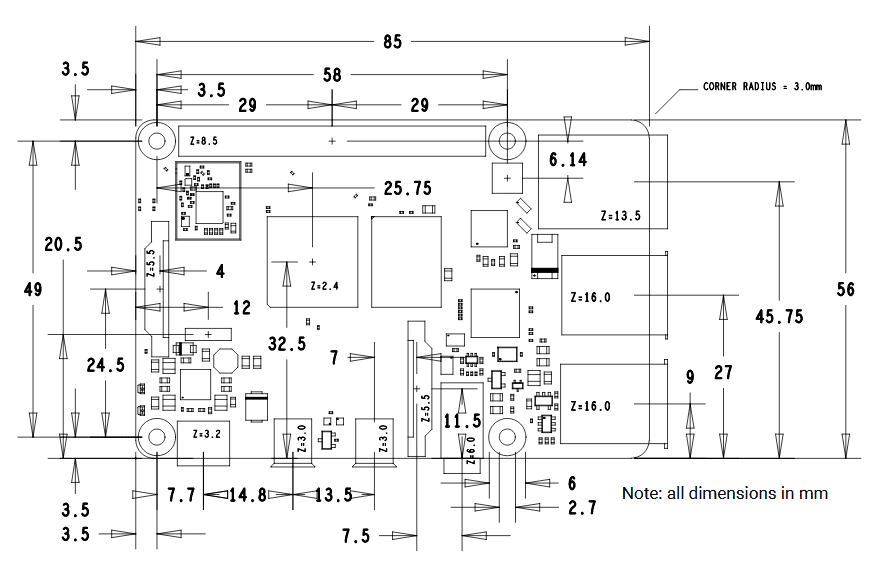 85
3.5
58
3.5
CORNER RADIUS = 3.0mm
29
29
Z=8.5
6.14
25.75
Z=13.5
20.5
Z=5.5
4
Z=2.4
49
Z=16.0
56
12
45.75
32.5
7
24.5
27
9
Z=5.5
Z=16.0
11.5
Z=3.2
Z=3.0
Z=3.0
Z=6.0
6
Note: all dimensions in mm
7.7
14.8
13.5
3.5
2.7
3.5
7.5